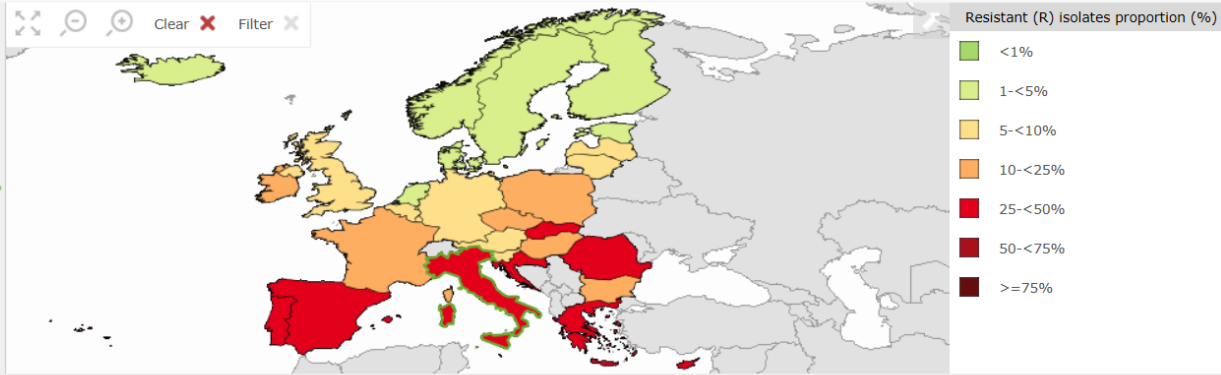 Clear
Filter
Resistant (R) isolates proportion (%)
<1%
1-<5%
5-<10%
10-<25%
25-<50%
50-<75%
>=75%